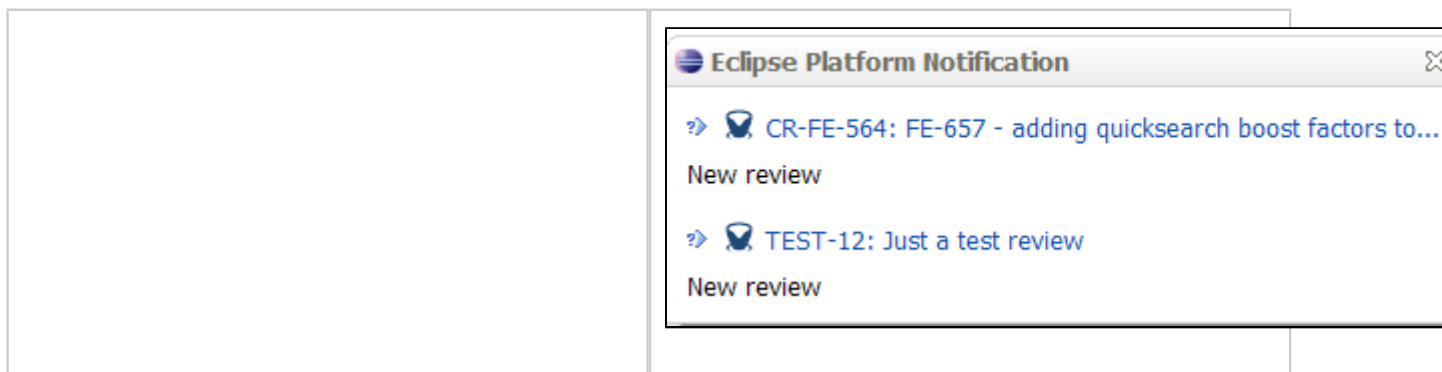 Eclipse Platform Notification
CR-FE-564: FE-657 - adding quicksearch boost factors to...
New review
TEST-12: Just a test review
New review